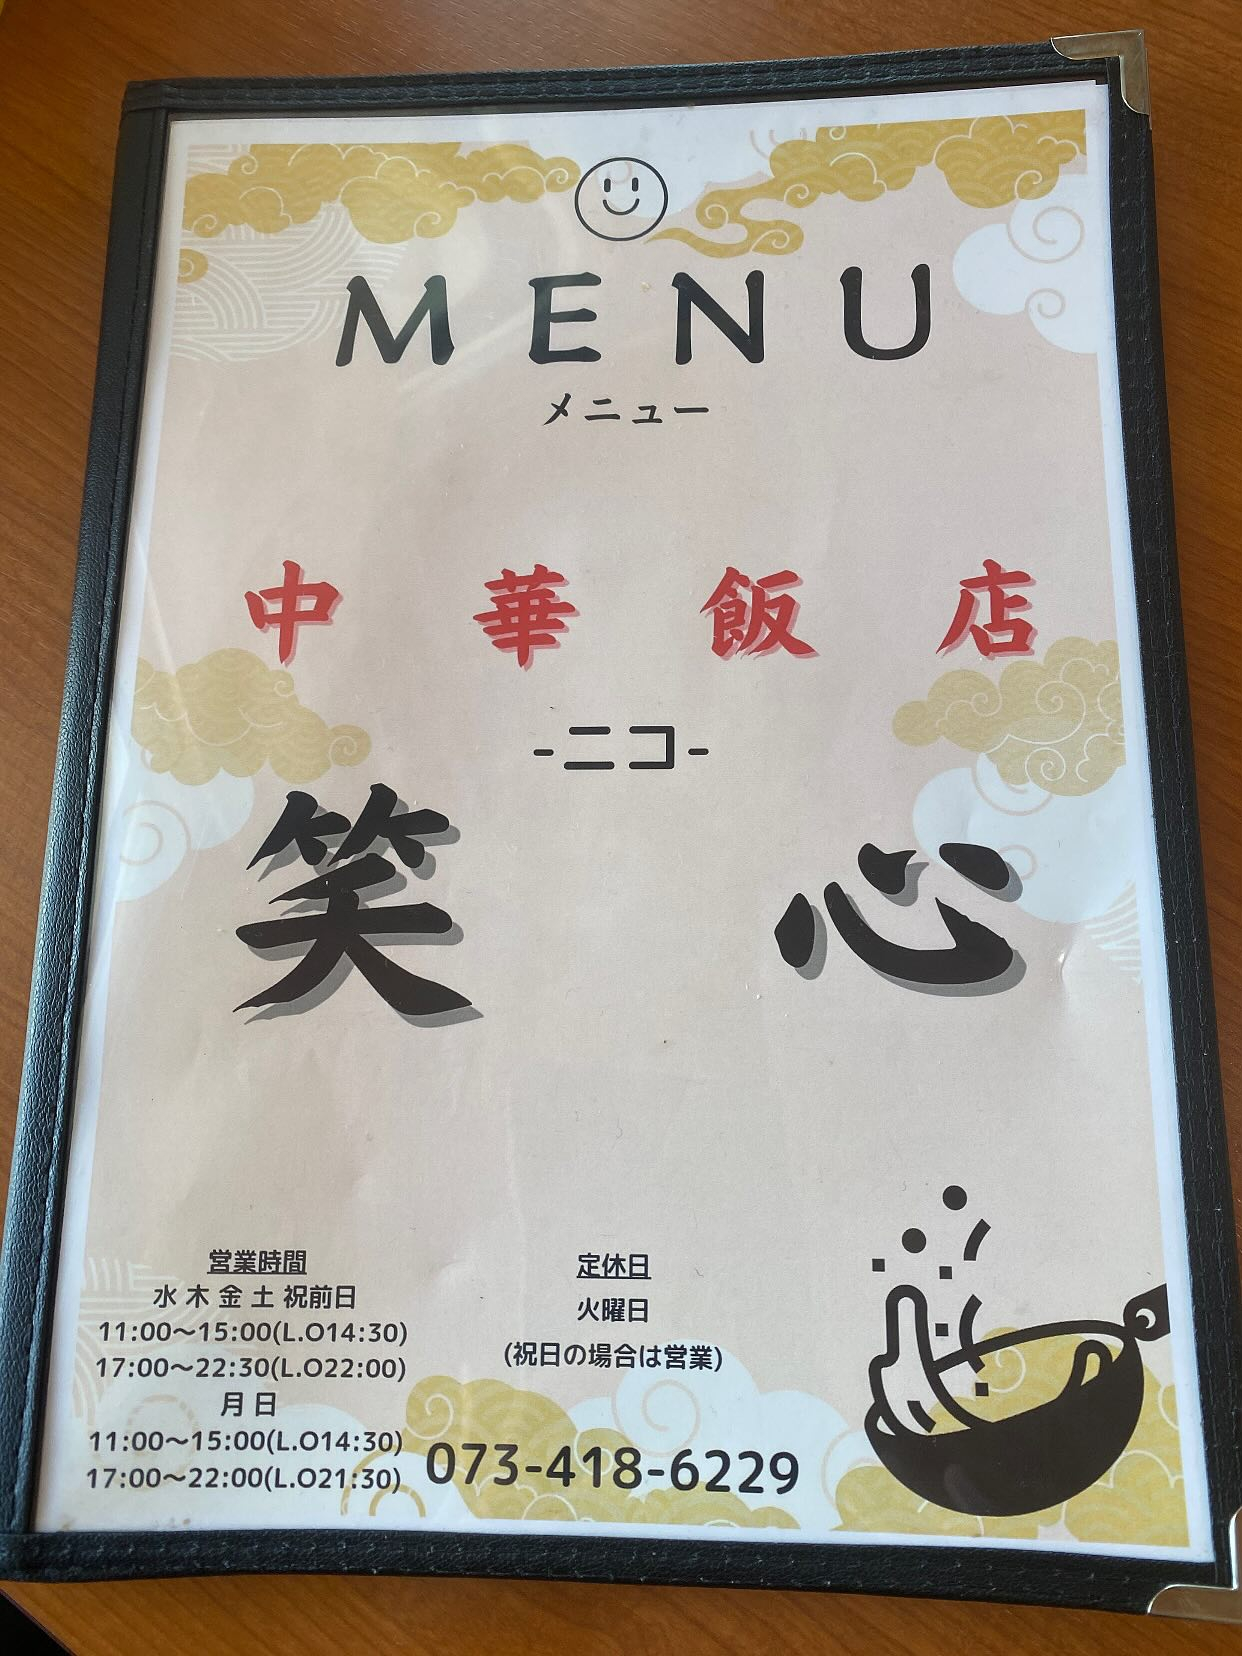 MENU
メニュー
中華飯店
-ニコ-
笑心
営業時間
水 木 金 土 祝前日
11:00〜15:00(L.O14:30)
17:00〜22:30(L.O22:00)
月 日
11:00〜15:00(L.O14:30)
17:00〜22:00(L.O21:30)
定休日
火曜日
(祝日の場合は営業)
073-418-6229